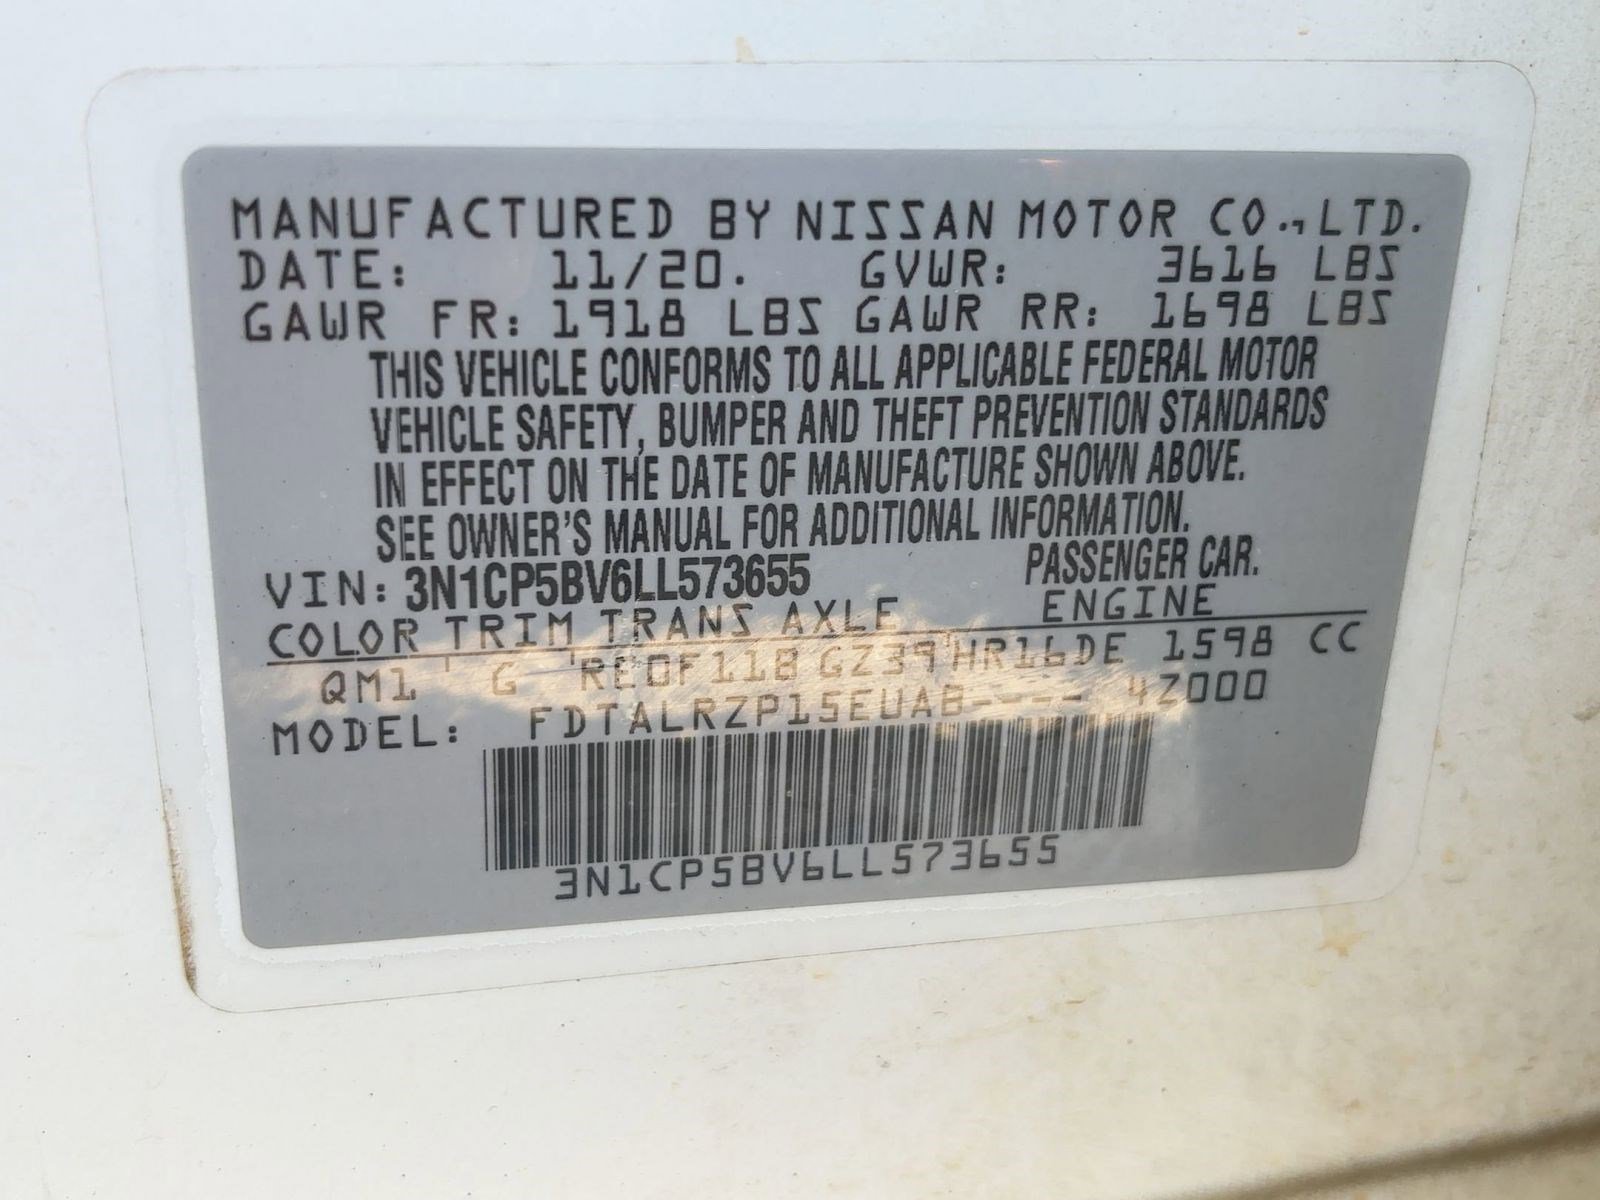 MANUFACTURED BY NISSAN MOTOR CO., LTD.
DATE: 11/20. GVWR: 3616 LBS
GAWR FR: 1918 LBS GAWR RR: 1698 LBS
THIS VEHICLE CONFORMS TO ALL APPLICABLE FEDERAL MOTOR
VEHICLE SAFETY, BUMPER AND THEFT PREVENTION STANDARDS
IN EFFECT ON THE DATE OF MANUFACTURE SHOWN ABOVE.
SEE OWNER'S MANUAL FOR ADDITIONAL INFORMATION.
VIN: 3N1CP5BV6LL573655 PASSENGER CAR.
COLOR TRIM TRANS AXLE ENGINE
QM1 G RE0F11B GZ39 HR16DE 1598 CC
MODEL: FDTALRZP15EUAB---- 4Z000
3N1CP5BV6LL573655